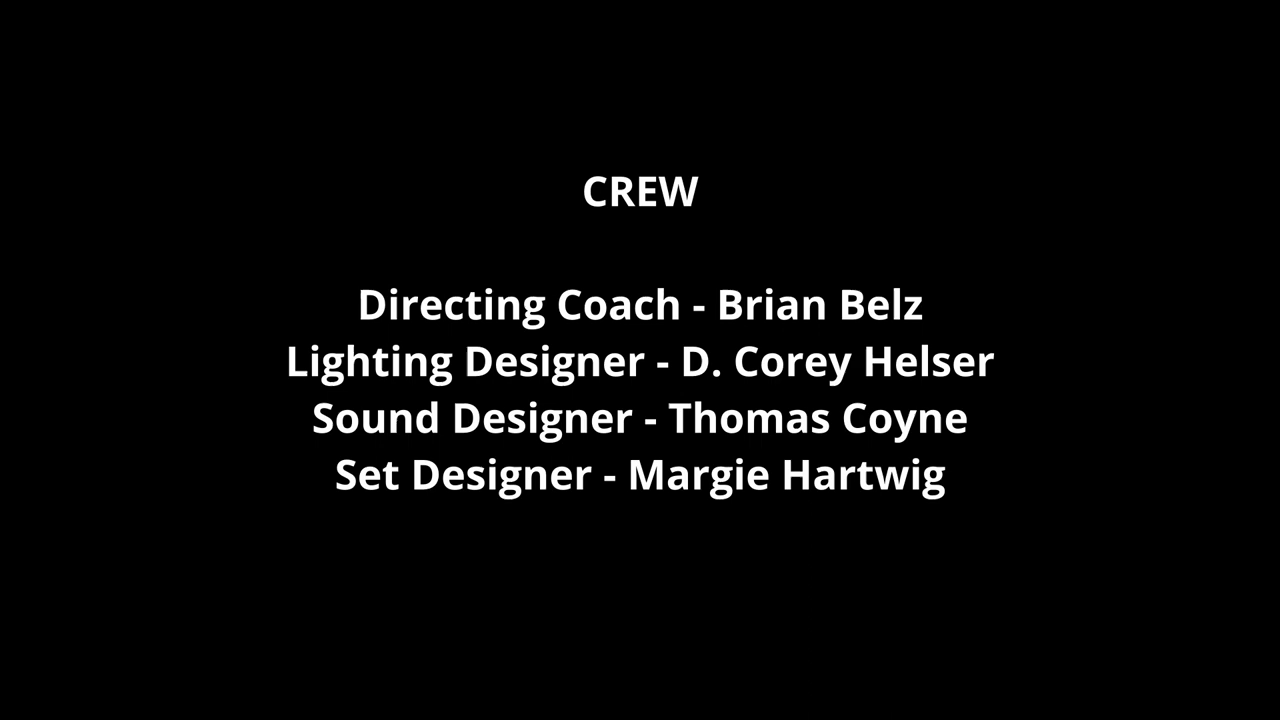 CREW
Directing Coach - Brian Belz
Lighting Designer - D. Corey Helser
Sound Designer - Thomas Coyne
Set Designer - Margie Hartwig